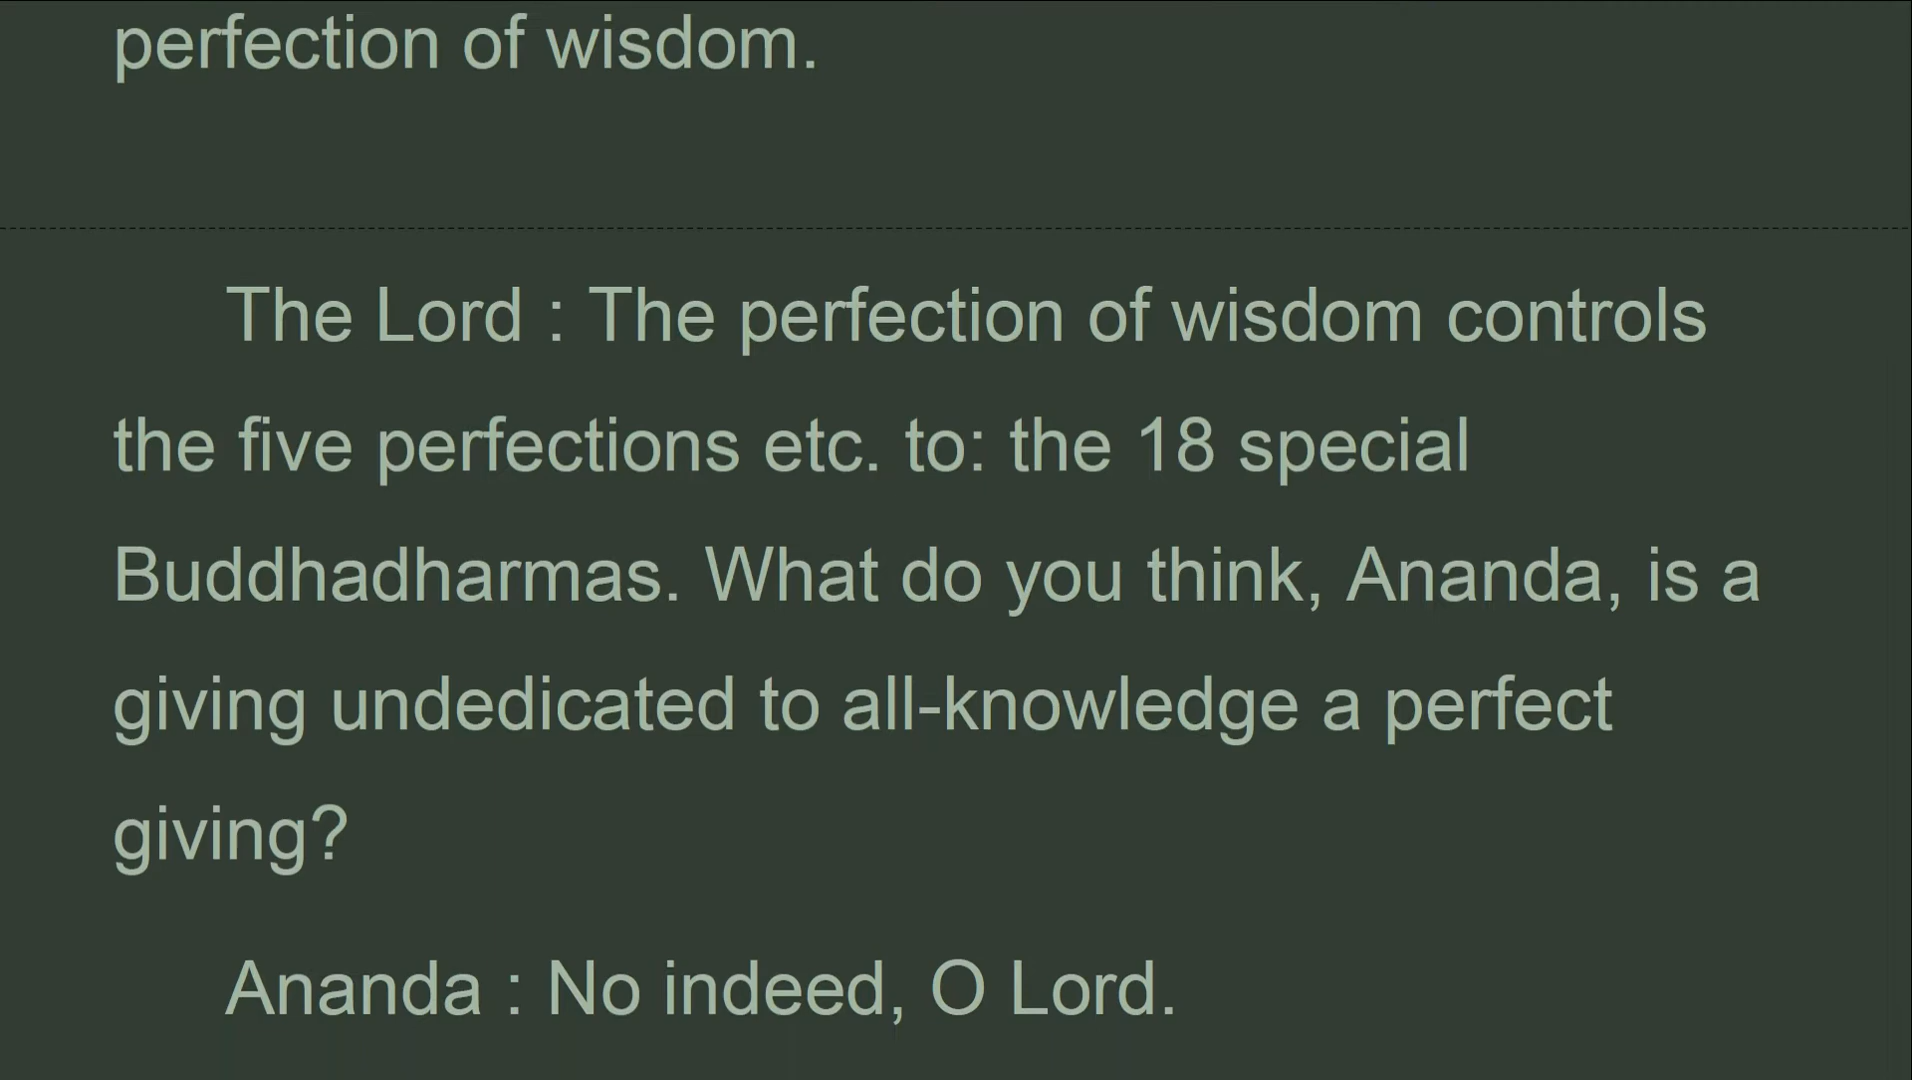 perfection of wisdom.
The Lord : The perfection of wisdom controls
the five perfections etc. to: the 18 special
Buddhadharmas. What do you think, Ananda, is a
giving undedicated to all-knowledge a perfect
giving?
Ananda : No indeed, O Lord.